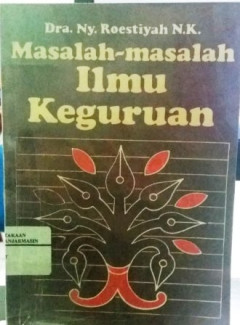 Dra. Ny. Roestiyah N.K.
Masalah-masalah
Ilmu
Keguruan